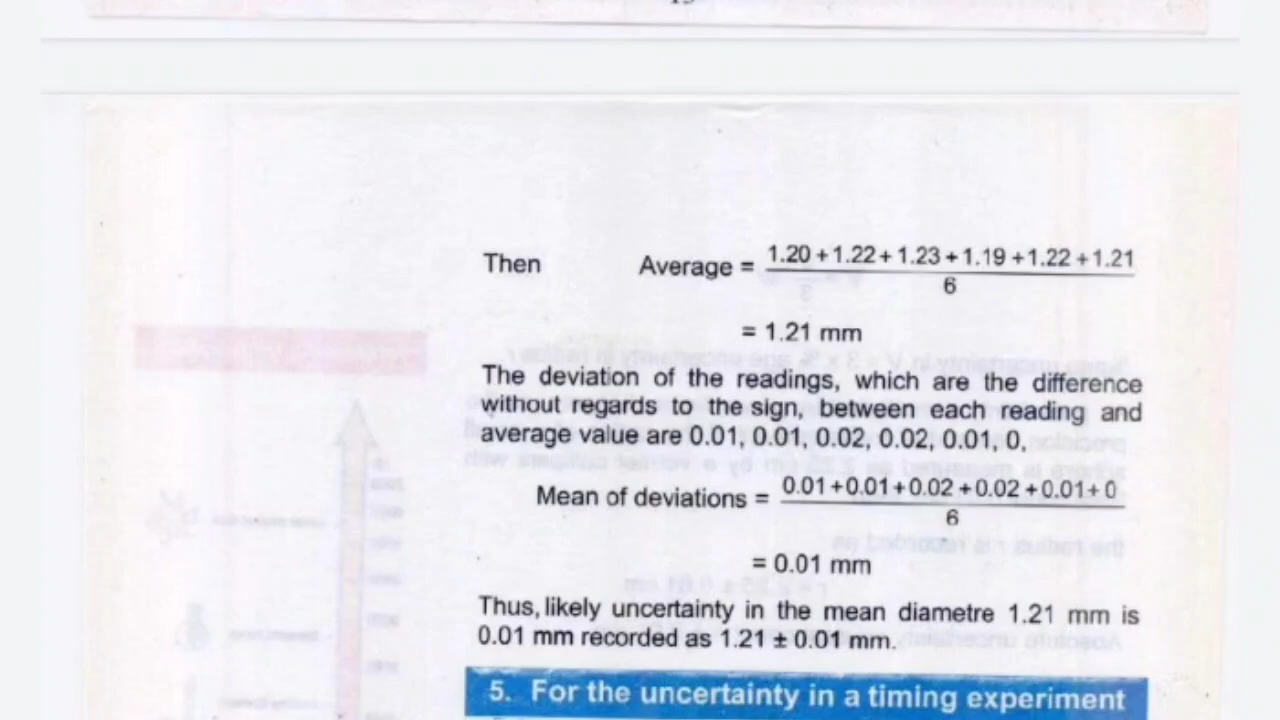 Then Average = 1.20 + 1.22 + 1.23 + 1.19 + 1.22 + 1.21
6
= 1.21 mm
The deviation of the readings, which are the difference
without regards to the sign, between each reading and
average value are 0.01, 0.01, 0.02, 0.02, 0.01, 0,
Mean of deviations = 0.01 + 0.01 + 0.02 + 0.02 + 0.01 + 0
6
= 0.01 mm
Thus, likely uncertainty in the mean diametre 1.21 mm is
0.01 mm recorded as 1.21 ± 0.01 mm.
5. For the uncertainty in a timing experiment